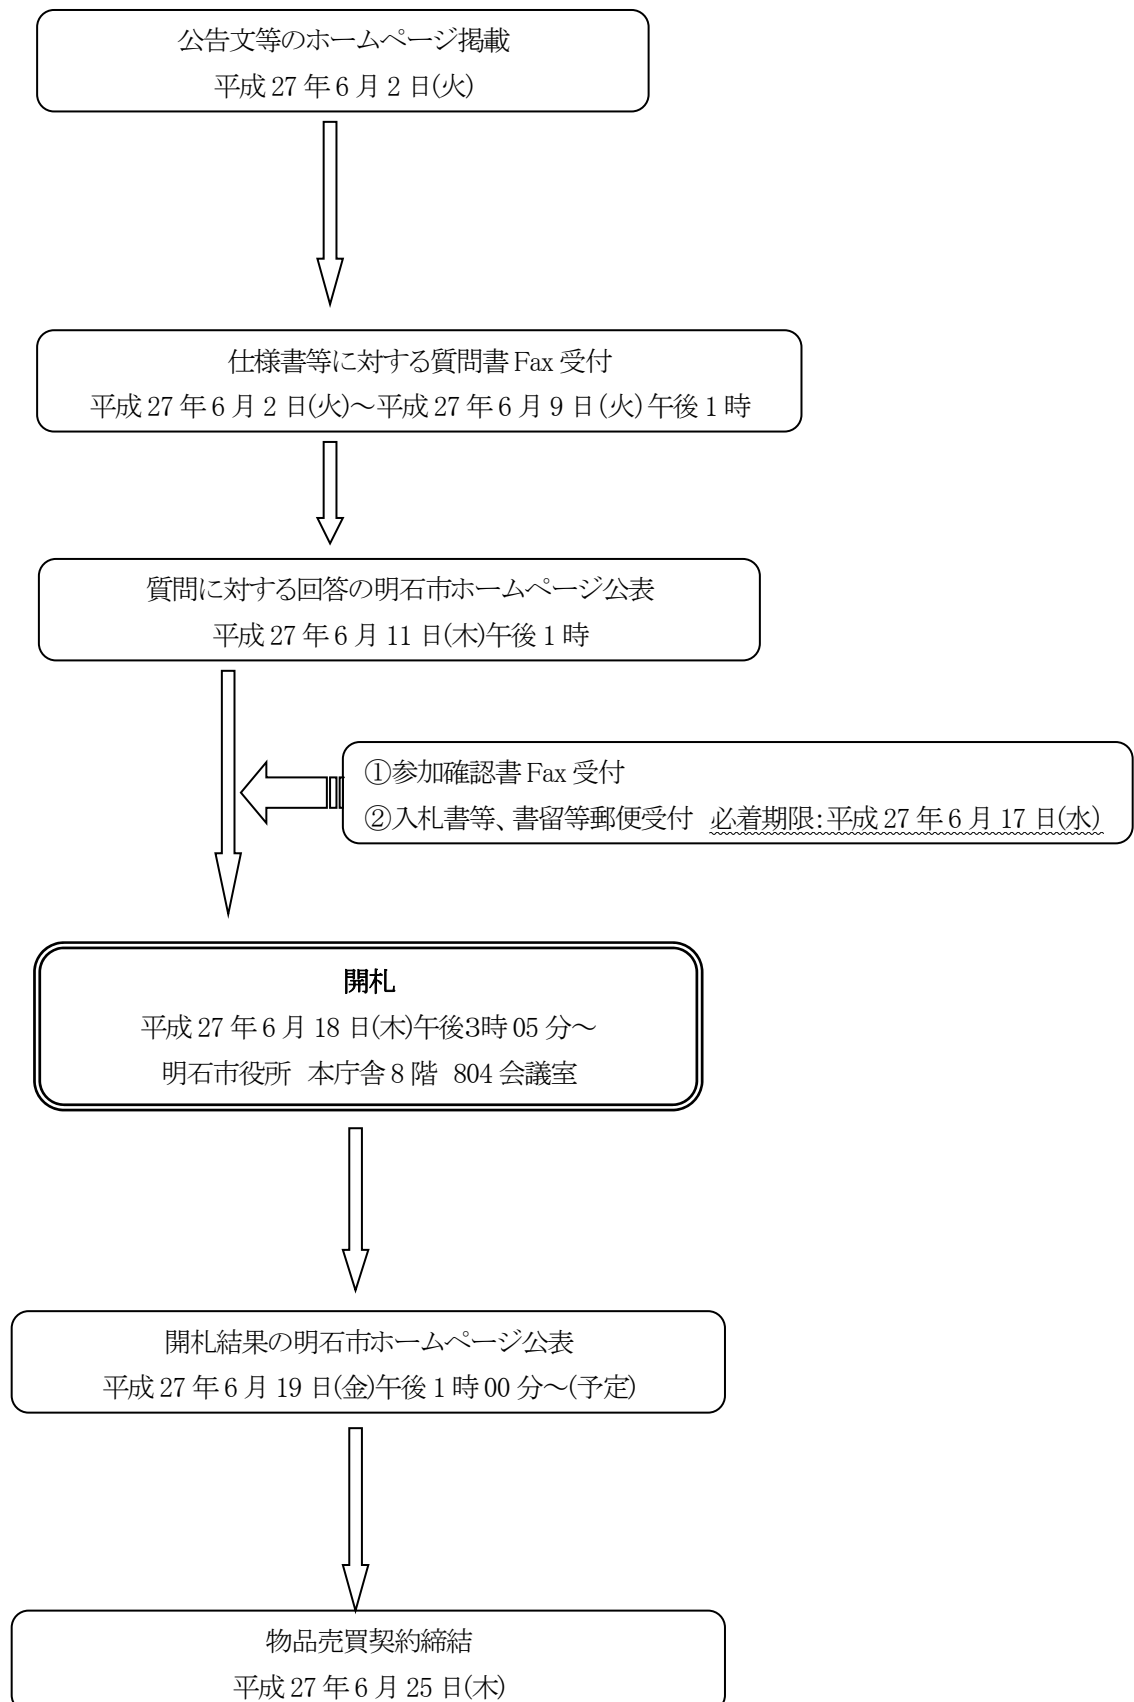 公告文等のホームページ掲載
平成 27 年 6 月 2 日(火)
仕様書等に対する質問書 Fax 受付
平成 27 年 6 月 2 日(火)～平成 27 年 6 月 9 日(火)午後 1 時
質問に対する回答の明石市ホームページ公表
平成 27 年 6 月 11 日(木)午後 1 時
①参加確認書 Fax 受付
②入札書等、書留等郵便受付 必着期限:平成 27 年 6 月 17 日(水)
開札
平成 27 年 6 月 18 日(木)午後3時 05 分～
明石市役所 本庁舎 8 階 804 会議室
開札結果の明石市ホームページ公表
平成 27 年 6 月 19 日(金)午後 1 時 00 分～(予定)
物品売買契約締結
平成 27 年 6 月 25 日(木)